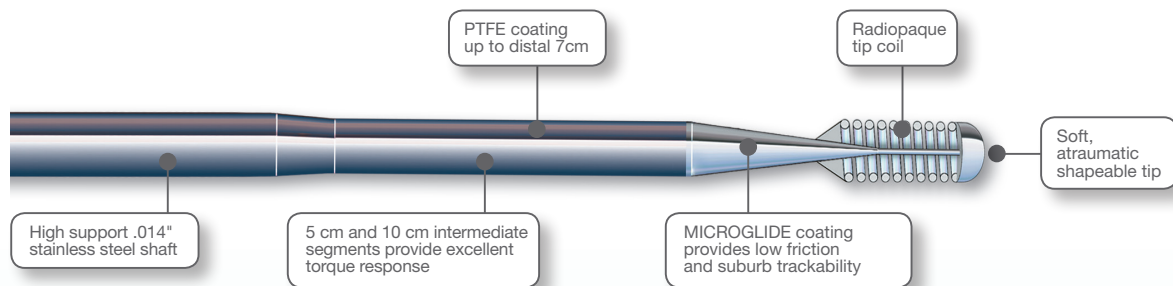 PTFE coating
up to distal 7cm
Radiopaque
tip coil
Soft,
atraumatic
shapeable tip
High support .014"
stainless steel shaft
5 cm and 10 cm intermediate
segments provide excellent
torque response
MICROGLIDE coating
provides low friction
and suburb trackability